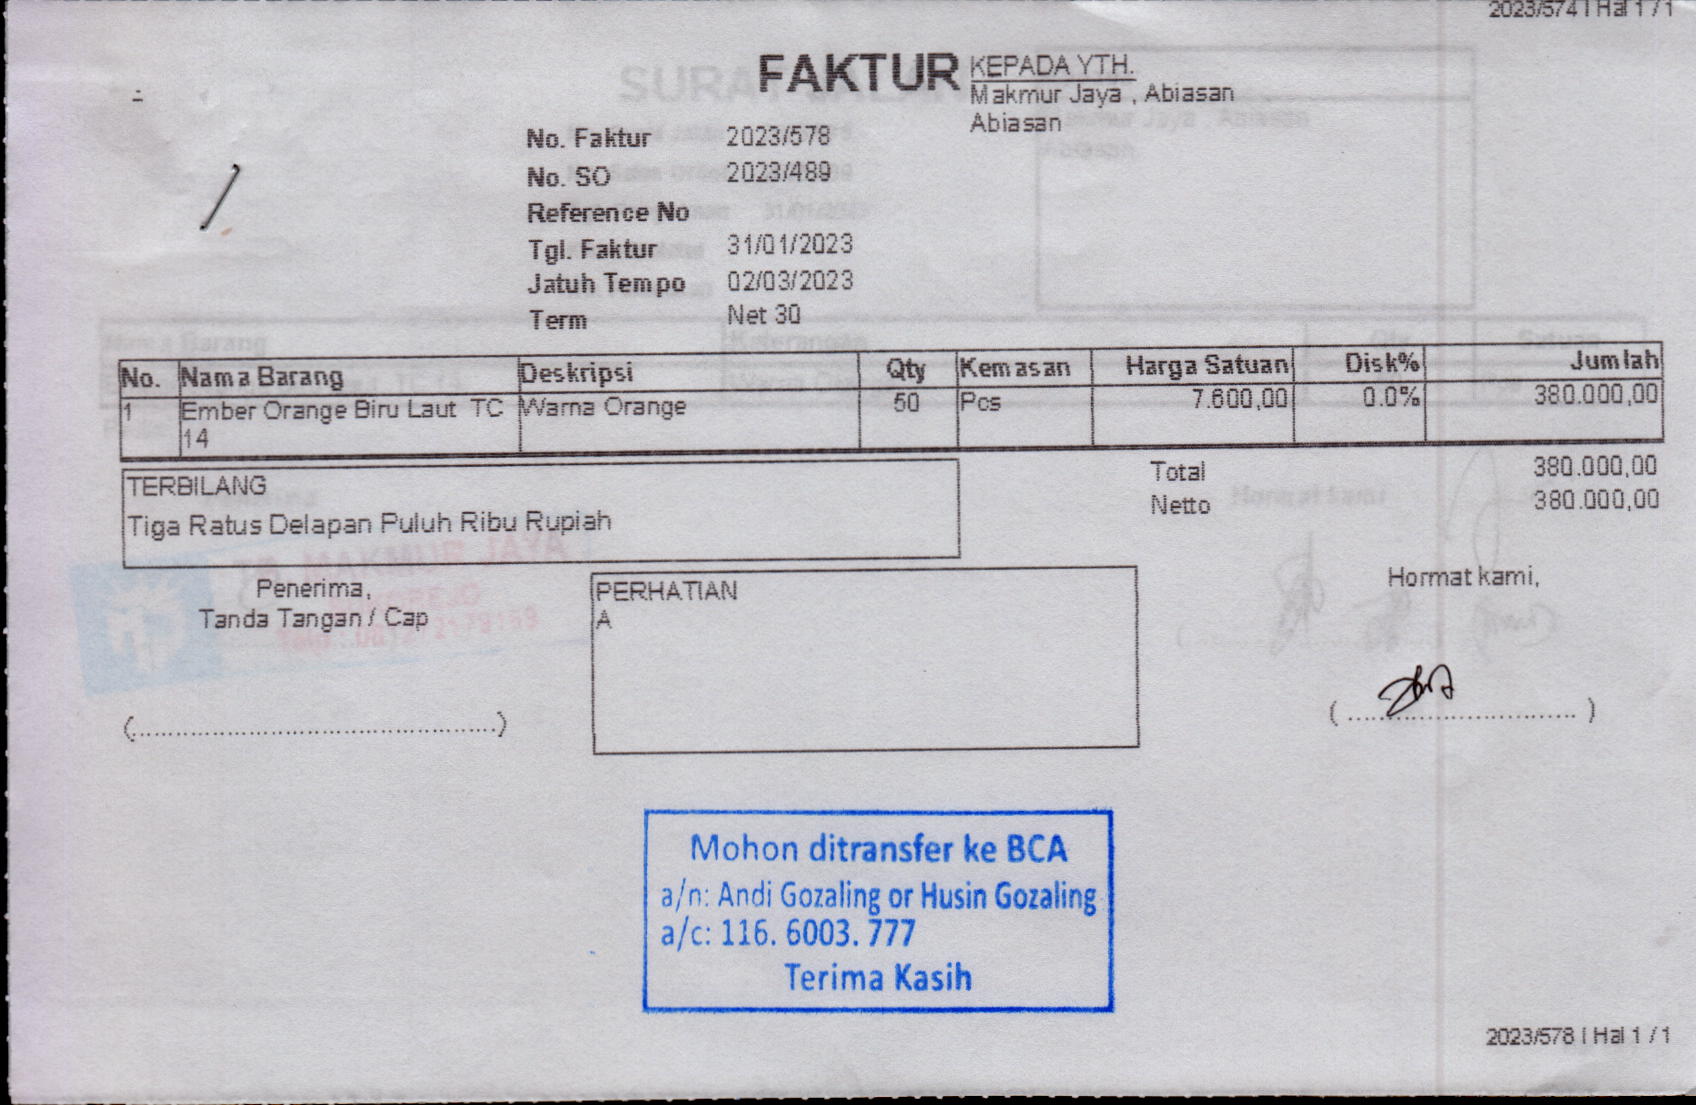 2023/574 | Hal 1 / 1
FAKTUR
KEPADA YTH.
Makmur Jaya , Abiasan
Abiasan
No. Faktur 2023/578
No. SO 2023/489
Reference No
Tgl. Faktur 31/01/2023
Jatuh Tempo 02/03/2023
Term Net 30
No. Nama Barang Deskripsi Qty Kemasan Harga Satuan Disk% Jumlah
1 Ember Orange Biru Laut TC Warna Orange 50 Pcs 7.600,00 0.0% 380.000,00
14
TERBILANG
Tiga Ratus Delapan Puluh Ribu Rupiah
Total 380.000,00
Netto 380.000,00
Penerima,
Tanda Tangan / Cap
(................................................)
PERHATIAN
A
Hormat kami,
(..............................)
Mohon ditransfer ke BCA
a/n: Andi Gozaling or Husin Gozaling
a/c: 116. 6003. 777
Terima Kasih
2023/578 | Hal 1 / 1